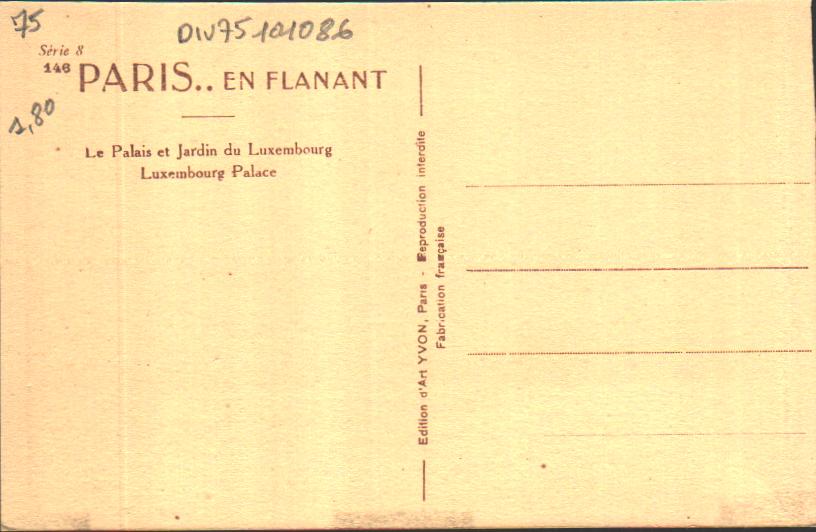 75
DIV75101086
Série 8
146 PARIS.. EN FLANANT
1,80
Le Palais et Jardin du Luxembourg
Luxembourg Palace
Edition d'Art YVON, Paris - Reproduction interdite
Fabrication française